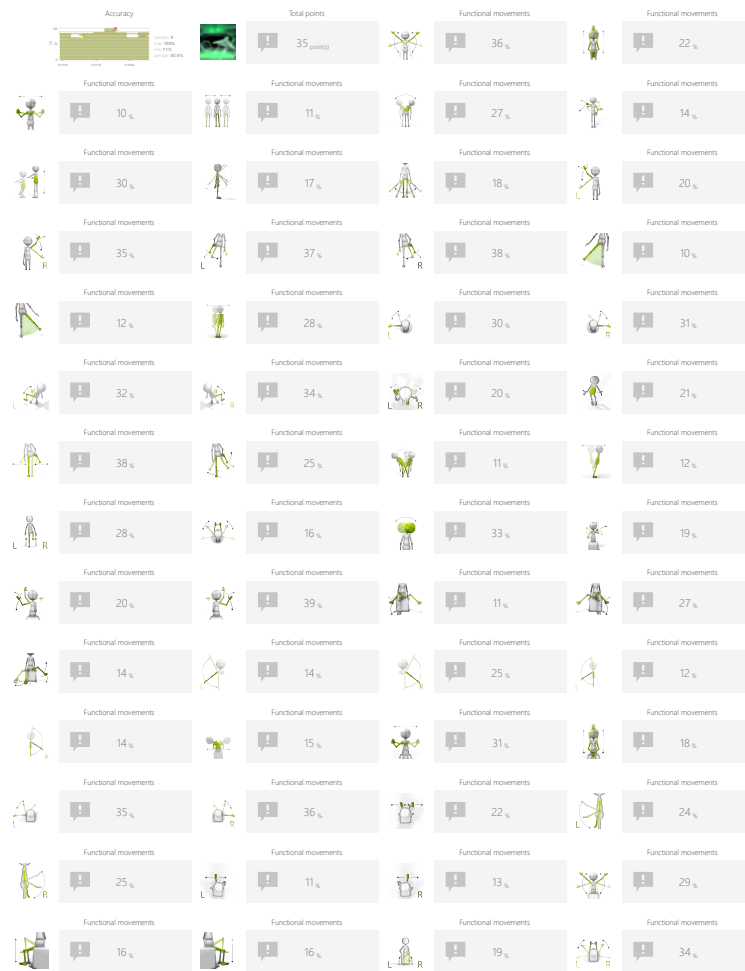 Accuracy
Total points
Functional movements
Functional movements
100
0
35 point(s)
36 %
22 %
Functional movements
Functional movements
Functional movements
Functional movements
10 %
11 %
27 %
14 %
Functional movements
Functional movements
Functional movements
Functional movements
30 %
17 %
18 %
L
20 %
Functional movements
Functional movements
Functional movements
Functional movements
R
35 %
L
37 %
R
38 %
10 %
Functional movements
Functional movements
Functional movements
Functional movements
12 %
28 %
L
30 %
R
31 %
Functional movements
Functional movements
Functional movements
Functional movements
L
32 %
R
34 %
L R
20 %
21 %
Functional movements
Functional movements
Functional movements
Functional movements
38 %
25 %
11 %
12 %
Functional movements
Functional movements
Functional movements
Functional movements
L R
28 %
16 %
33 %
19 %
Functional movements
Functional movements
Functional movements
Functional movements
20 %
39 %
11 %
27 %
Functional movements
Functional movements
Functional movements
Functional movements
14 %
L
14 %
R
25 %
L
12 %
Functional movements
Functional movements
Functional movements
Functional movements
R
14 %
15 %
31 %
18 %
Functional movements
Functional movements
Functional movements
Functional movements
L
35 %
R
36 %
22 %
L
24 %
Functional movements
Functional movements
Functional movements
Functional movements
R
25 %
L
11 %
R
13 %
29 %
Functional movements
Functional movements
Functional movements
Functional movements
16 %
16 %
L R
19 %
L R
34 %